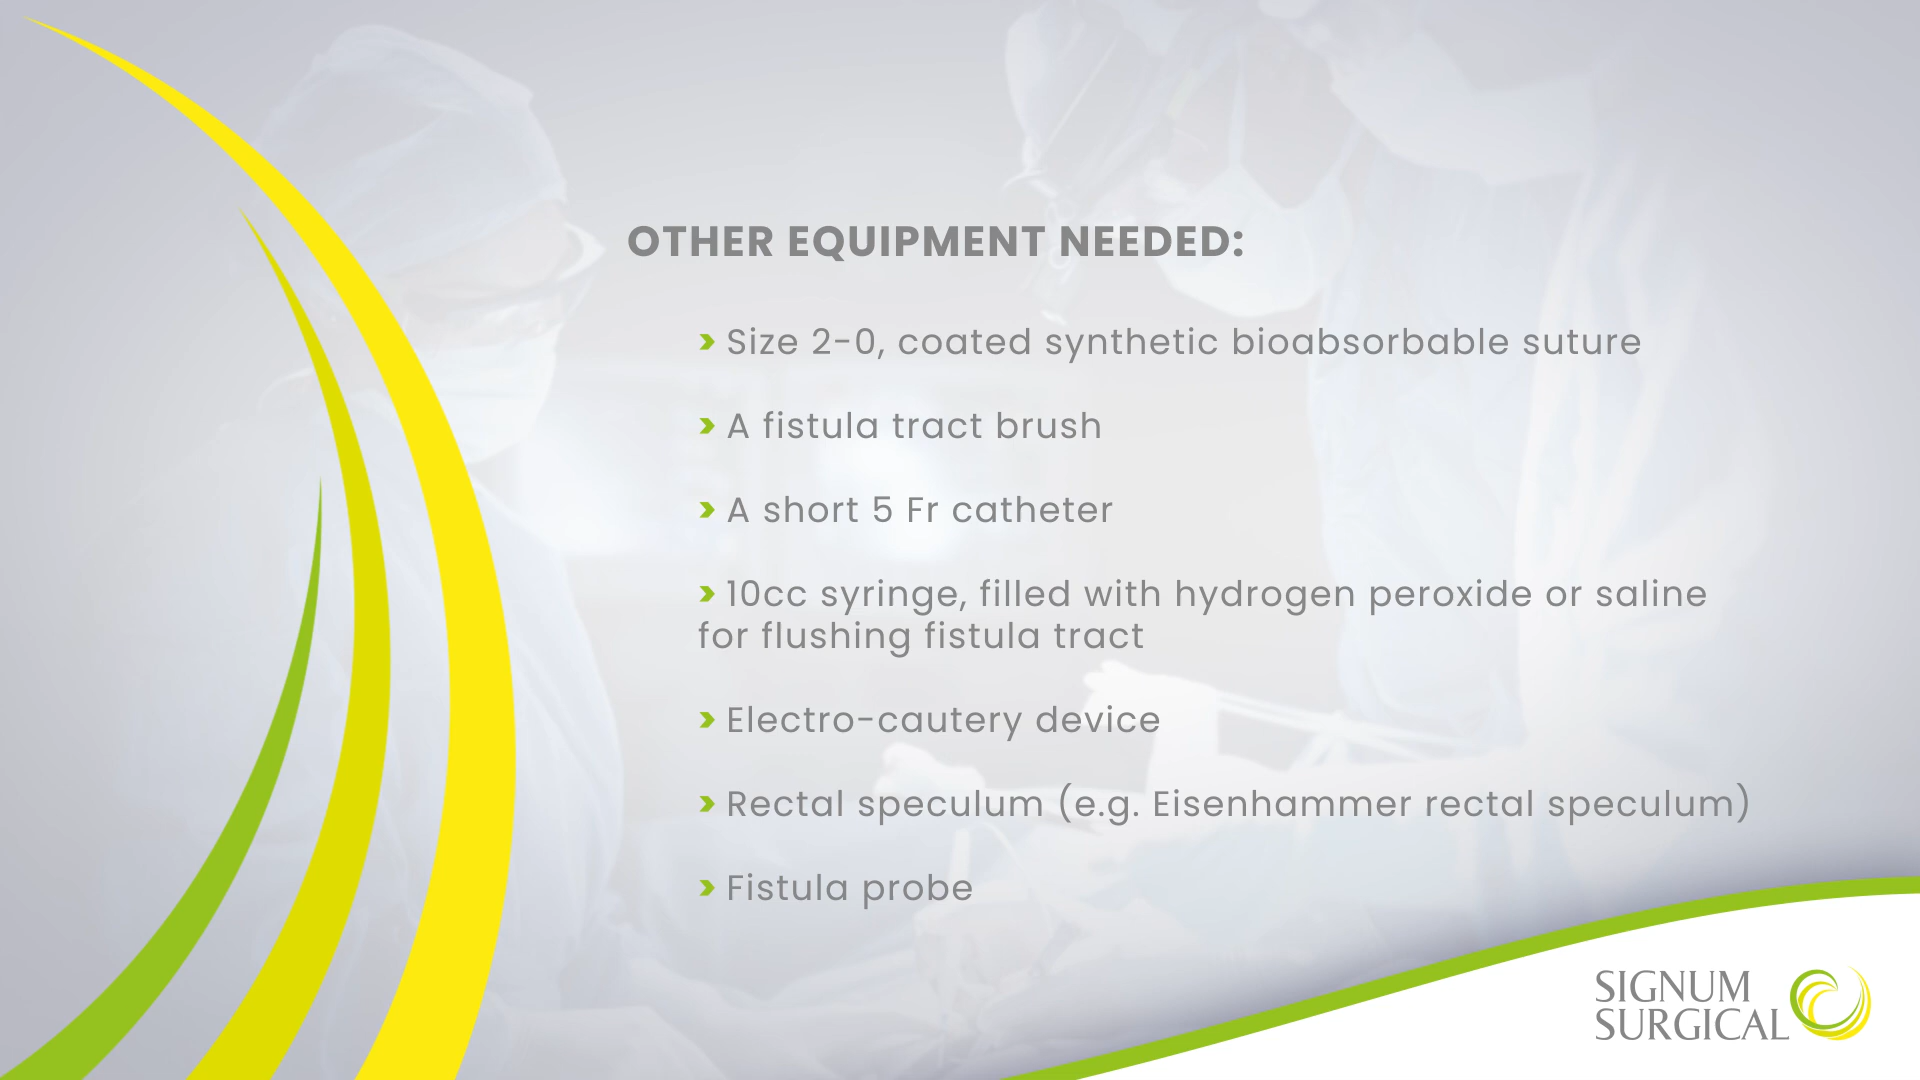 OTHER EQUIPMENT NEEDED:
› Size 2-0, coated synthetic bioabsorbable suture
› A fistula tract brush
› A short 5 Fr catheter
› 10cc syringe, filled with hydrogen peroxide or saline
for flushing fistula tract
› Electro-cautery device
› Rectal speculum (e.g. Eisenhammer rectal speculum)
› Fistula probe
SIGNUM
SURGICAL